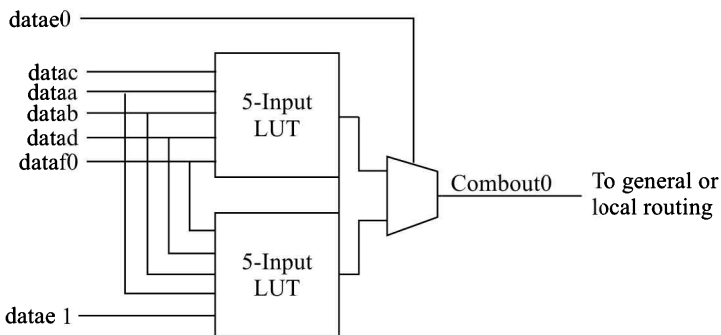 datae0
datac
dataa
datab
datad
dataf0
5-Input
LUT
Combout0
To general or
local routing
5-Input
LUT
datae 1